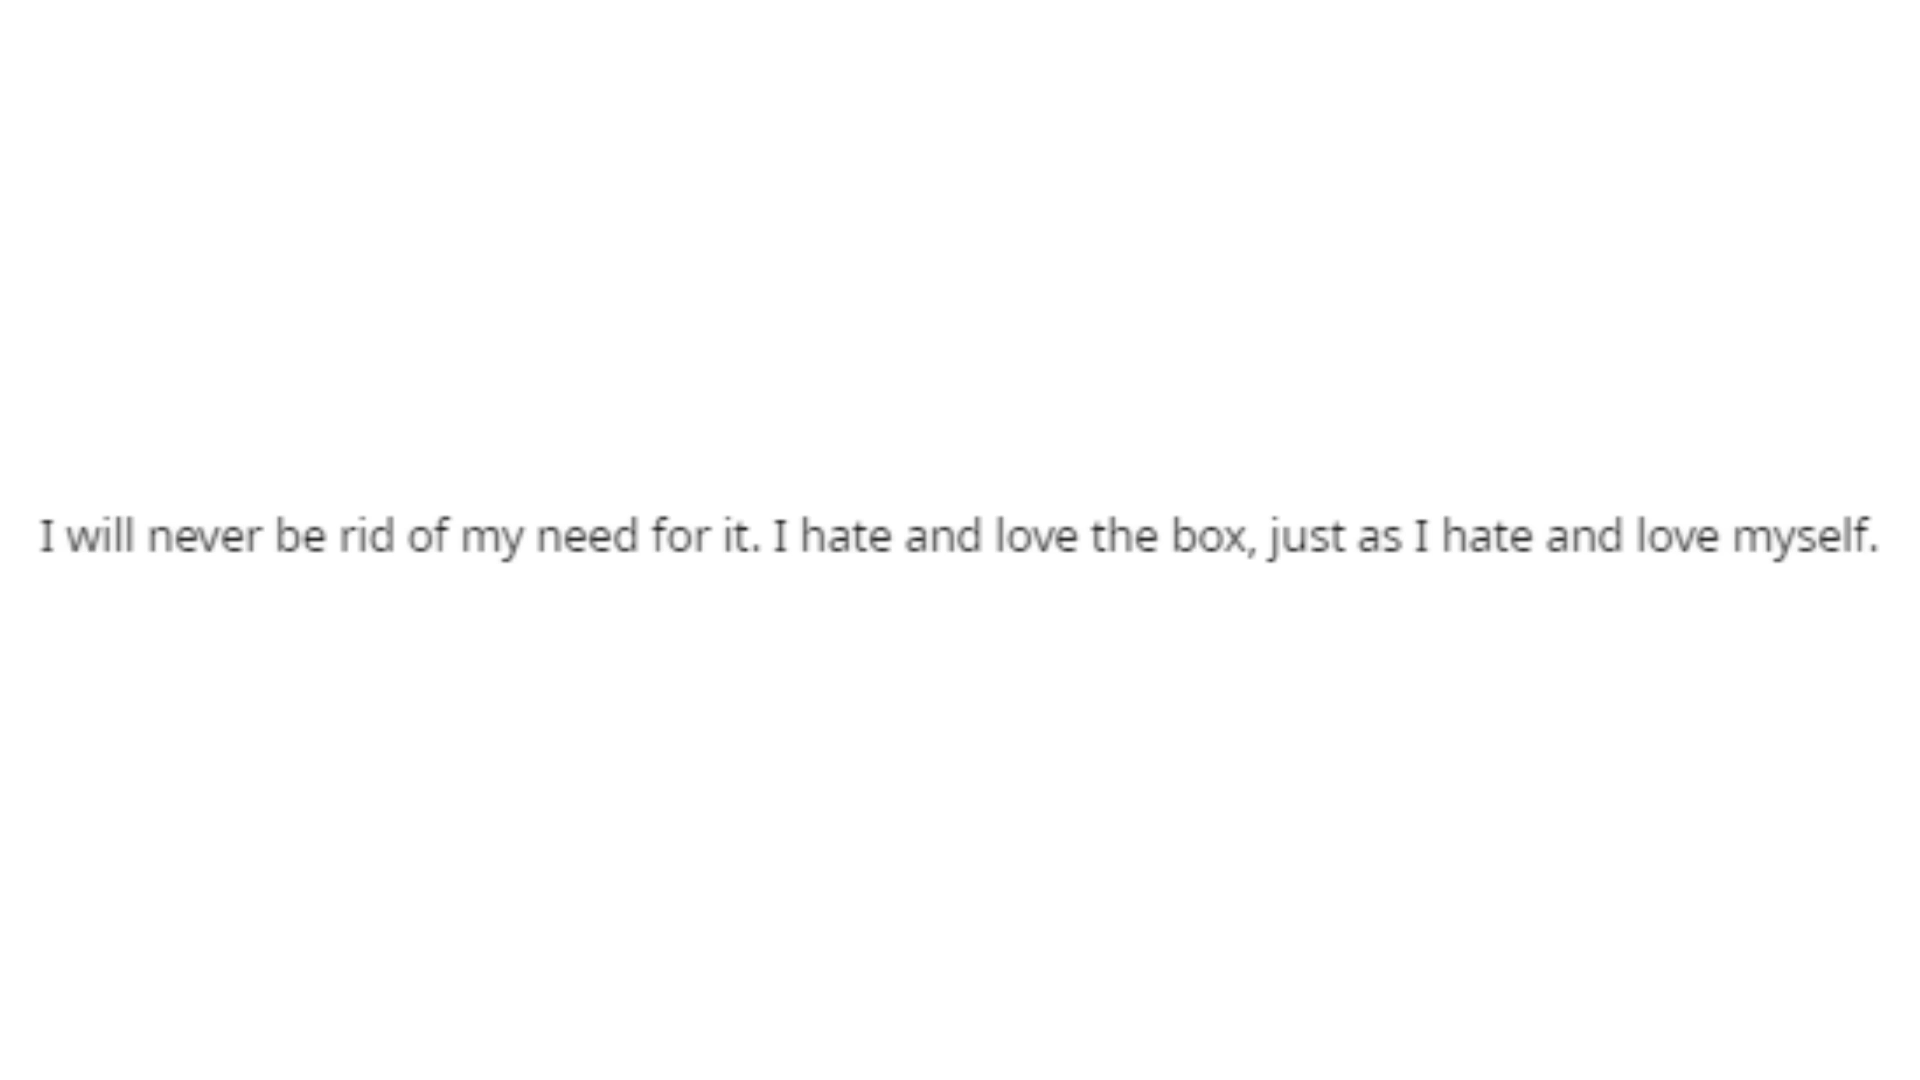 I will never be rid of my need for it. I hate and love the box, just as I hate and love myself.